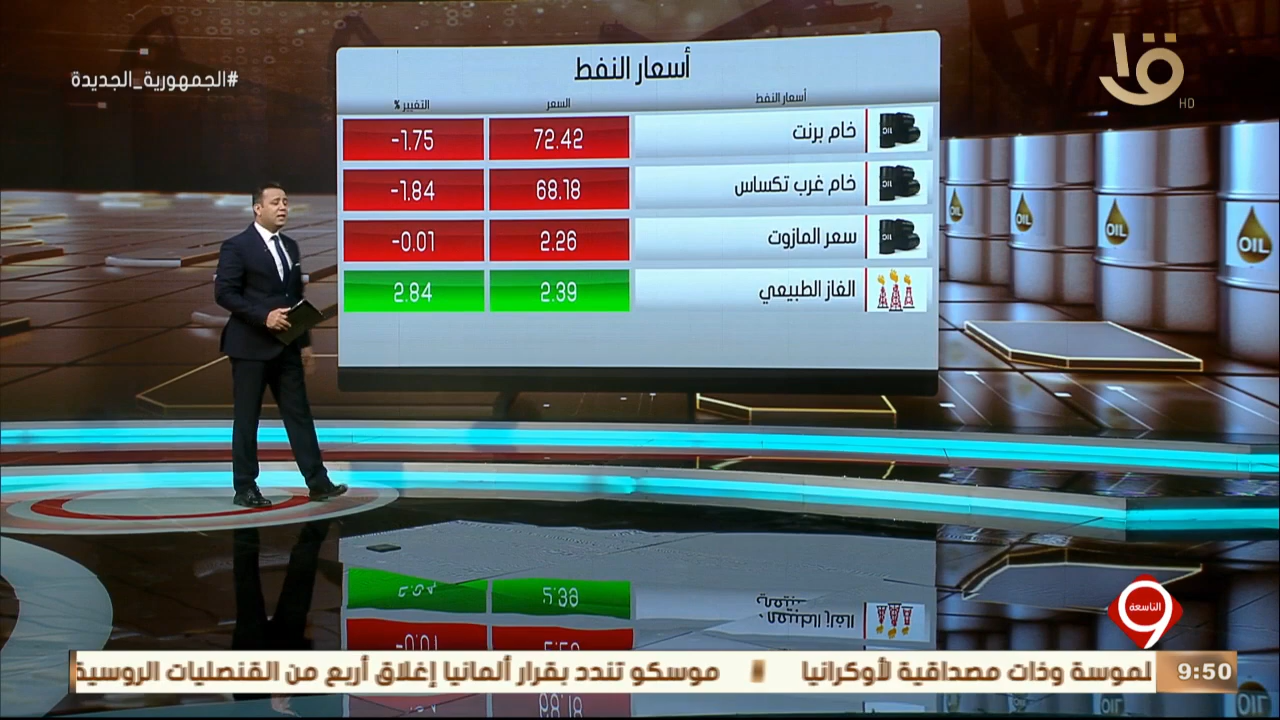 #الجمهورية_الجديدة
ق١
HD
أسعار النفط
أسعار النفط السعر التغيير %
خام برنت 72.42 -1.75
خام غرب تكساس 68.18 -1.84
سعر المازوت 2.26 -0.01
الغاز الطبيعي 2.39 2.84
OIL
OIL
OIL
OIL
التاسعة
9
9:50 لموسة وذات مصداقية لأوكرانيا موسكو تندد بقرار ألمانيا إغلاق أربع من القنصليات الروسية